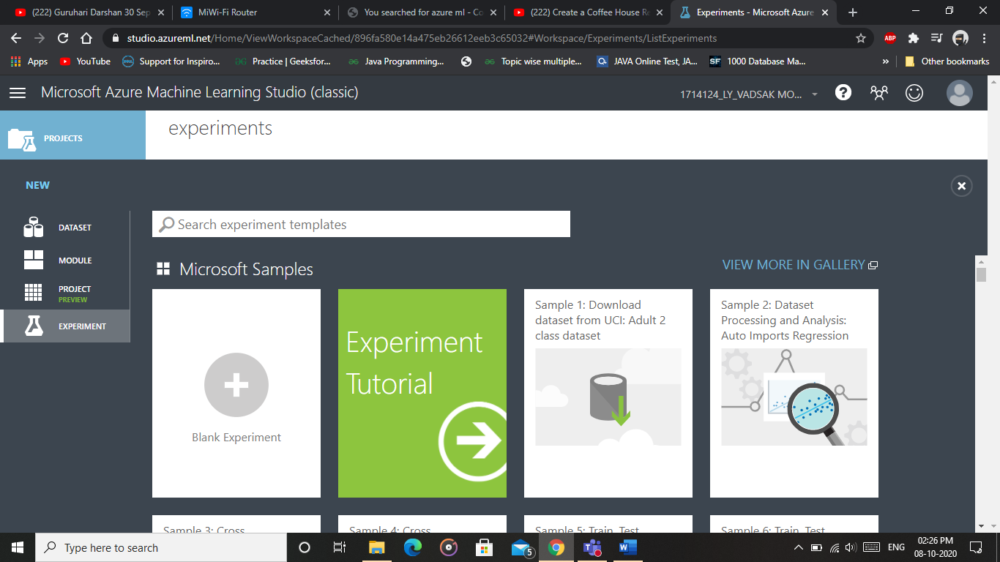 (222) Guruhari Darshan 30 Sep
MiWi-Fi Router
You searched for azure ml - Co
(222) Create a Coffee House Re
Experiments - Microsoft Azure
studio.azureml.net/Home/ViewWorkspaceCached/896fa580e14a475eb26612eeb3c65032#Workspace/Experiments/ListExperiments
ABP
Apps
YouTube
Support for Inspiro...
Practice | Geeksfor...
Java Programming...
Topic wise multiple...
JAVA Online Test, JA...
SF
1000 Database Ma...
»
Other bookmarks
Microsoft Azure Machine Learning Studio (classic)
1714124_LY_VADSAK MO...
?
PROJECTS
experiments
NEW
DATASET
MODULE
PROJECT
PREVIEW
EXPERIMENT
Search experiment templates
Microsoft Samples
VIEW MORE IN GALLERY
Blank Experiment
Experiment
Tutorial
Sample 1: Download
dataset from UCI: Adult 2
class dataset
Sample 2: Dataset
Processing and Analysis:
Auto Imports Regression
Sample 3: Cross
Sample 4: Cross
Sample 5: Train, Test,
Sample 6: Train, Test,
Type here to search
5
ENG
02:26 PM
08-10-2020